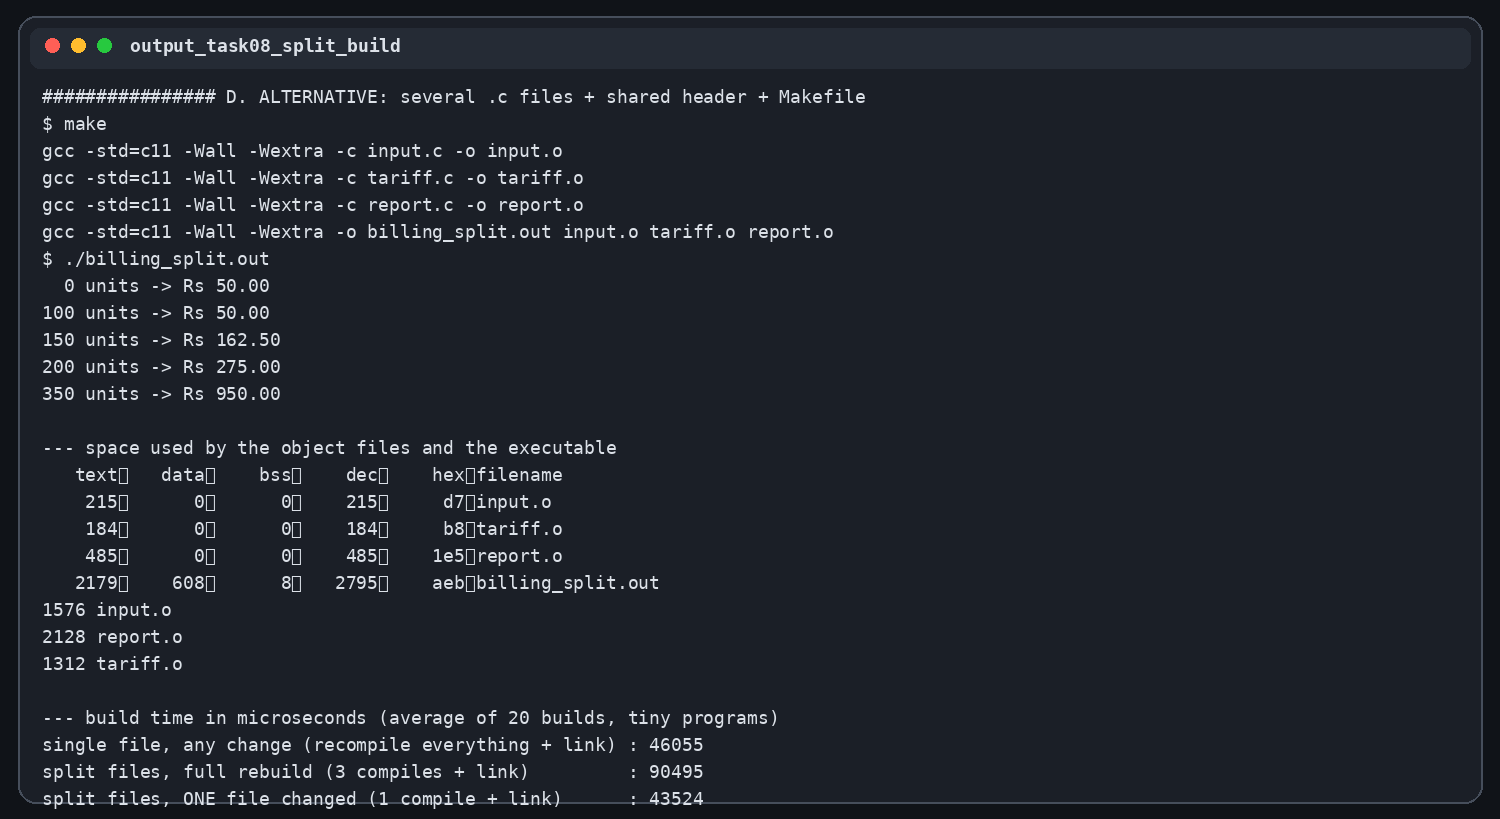 output_task08_split_build
################ D. ALTERNATIVE: several .c files + shared header + Makefile
$ make
gcc -std=c11 -Wall -Wextra -c input.c -o input.o
gcc -std=c11 -Wall -Wextra -c tariff.c -o tariff.o
gcc -std=c11 -Wall -Wextra -c report.c -o report.o
gcc -std=c11 -Wall -Wextra -o billing_split.out input.o tariff.o report.o
$ ./billing_split.out
  0 units -> Rs 50.00
100 units -> Rs 50.00
150 units -> Rs 162.50
200 units -> Rs 275.00
350 units -> Rs 950.00

--- space used by the object files and the executable
   text▯   data▯    bss▯    dec▯    hex▯filename
    215▯      0▯      0▯    215▯     d7▯input.o
    184▯      0▯      0▯    184▯     b8▯tariff.o
    485▯      0▯      0▯    485▯    1e5▯report.o
   2179▯    608▯      8▯   2795▯    aeb▯billing_split.out
1576 input.o
2128 report.o
1312 tariff.o

--- build time in microseconds (average of 20 builds, tiny programs)
single file, any change (recompile everything + link) : 46055
split files, full rebuild (3 compiles + link)         : 90495
split files, ONE file changed (1 compile + link)      : 43524